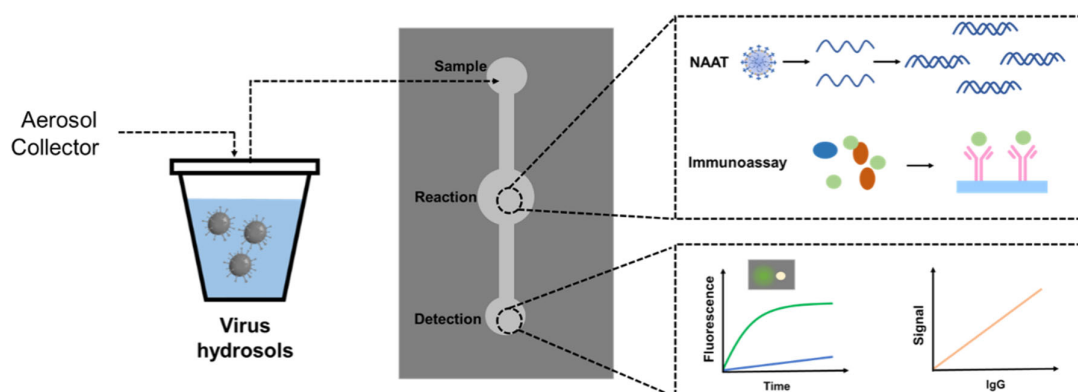 Aerosol
Collector
Virus
hydrosols
Sample
Reaction
Detection
NAAT
Immunoassay
Fluorescence
Time
Signal
IgG